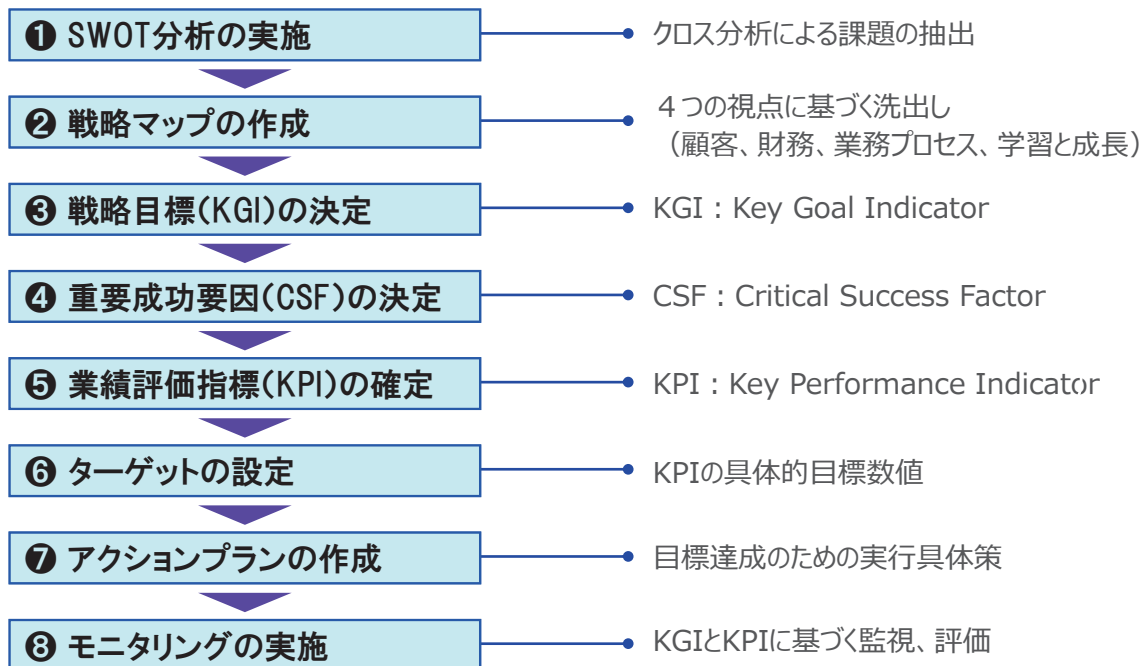 ❶ SWOT分析の実施
クロス分析による課題の抽出
❷ 戦略マップの作成
４つの視点に基づく洗出し
（顧客、財務、業務プロセス、学習と成長）
❸ 戦略目標(KGI)の決定
KGI：Key Goal Indicator
❹ 重要成功要因(CSF)の決定
CSF：Critical Success Factor
❺ 業績評価指標(KPI)の確定
KPI：Key Performance Indicator
❻ ターゲットの設定
KPIの具体的目標数値
❼ アクションプランの作成
目標達成のための実行具体策
❽ モニタリングの実施
KGIとKPIに基づく監視、評価